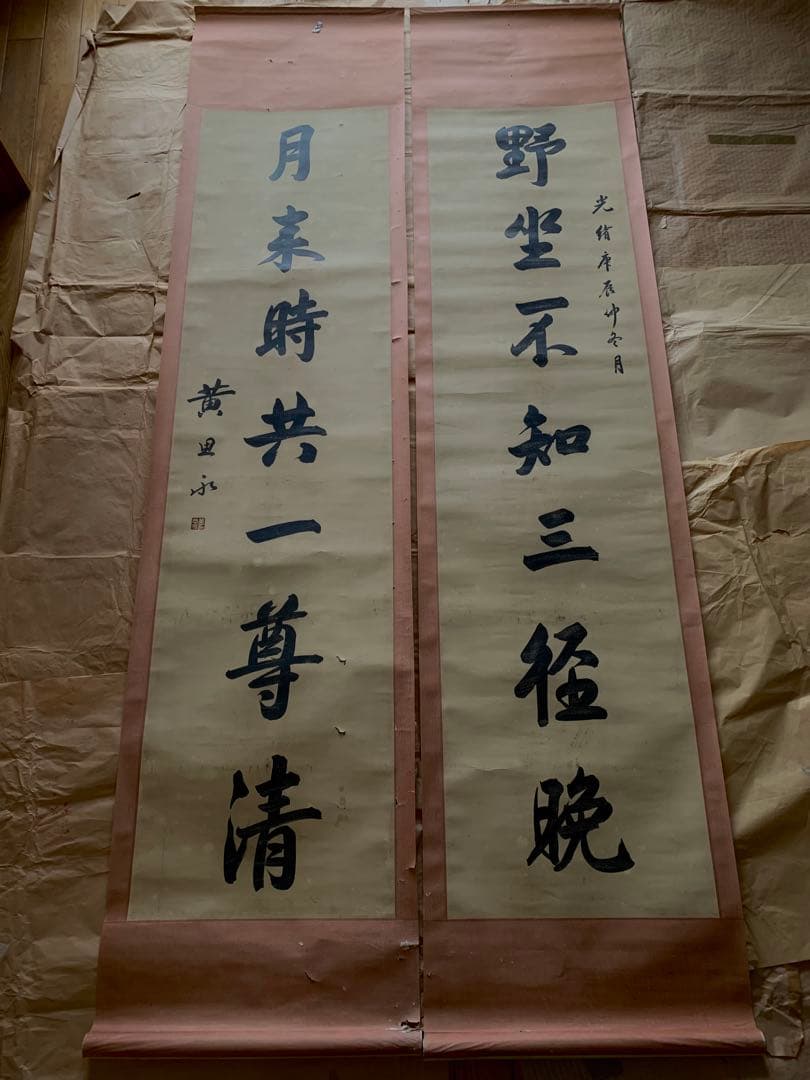 光緒庚辰仲冬月
野坐不知三徑晚
月來時共一尊清
黃思永